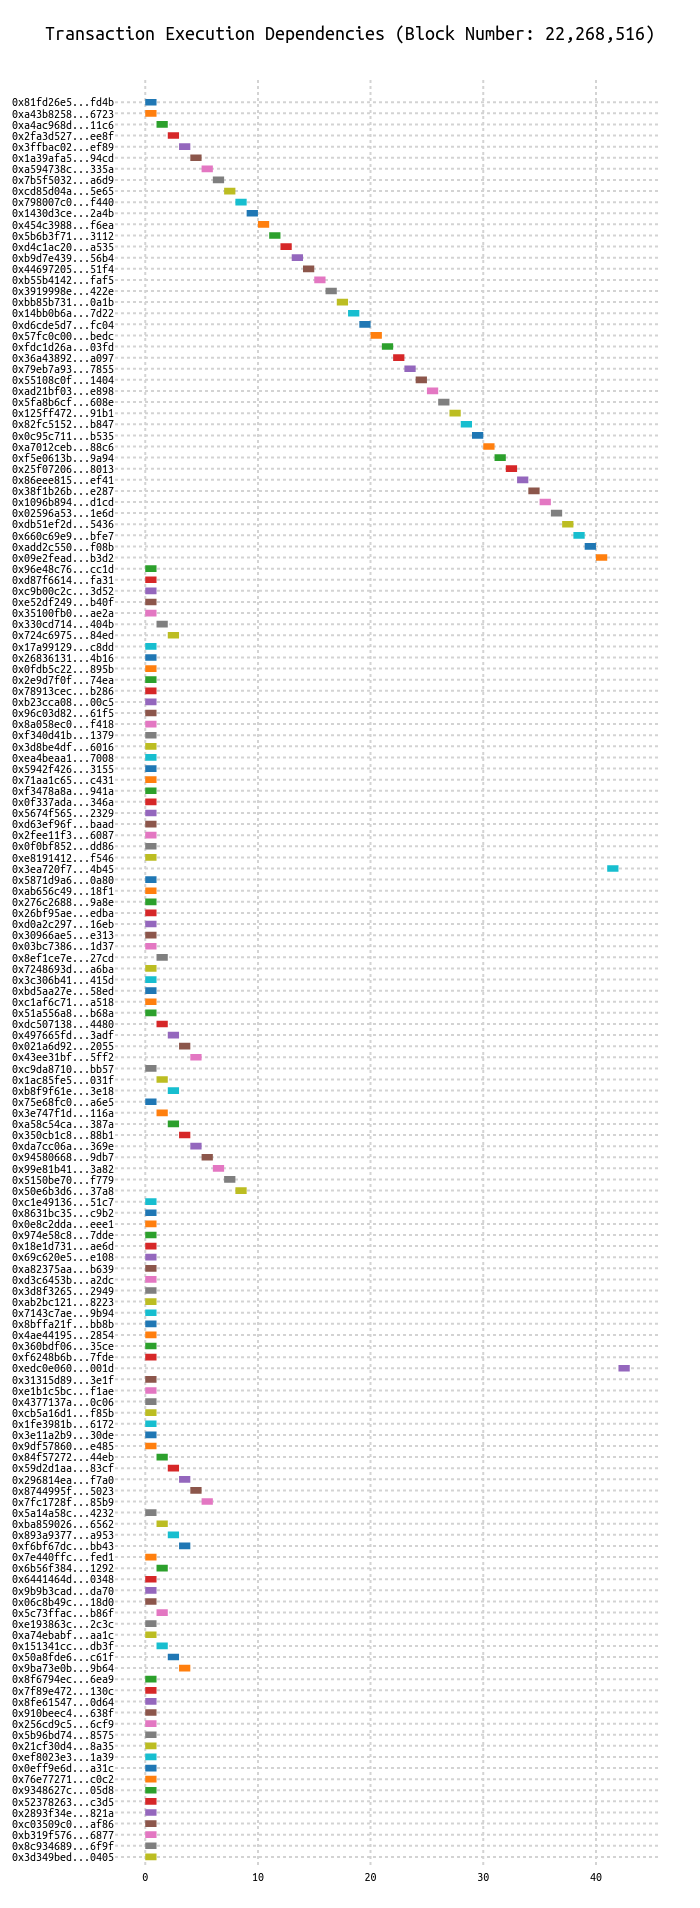 Transaction Execution Dependencies (Block Number: 22,268,516)
0x81fd26e5...fd4b
0xa43b8258...6723
0xa4ac968d...11c6
0x2fa3d527...ee8f
0x3ffbac02...ef89
0x1a39afa5...94cd
0xa594738c...335a
0x7b5f5032...a6d9
0xcd85d04a...5e65
0x798007c0...f440
0x1430d3ce...2a4b
0x454c3988...f6ea
0x5b6b3f71...3112
0xd4c1ac20...a535
0xb9d7e439...56b4
0x44697205...51f4
0xb55b4142...faf5
0x3919998e...422e
0xbb85b731...0a1b
0x14bb0b6a...7d22
0xd6cde5d7...fc04
0x57fc0c00...bedc
0xfdc1d26a...03fd
0x36a43892...a097
0x79eb7a93...7855
0x55108c0f...1404
0xad21bf03...e898
0x5fa8b6cf...608e
0x125ff472...91b1
0x82fc5152...b847
0x0c95c711...b535
0xa7012ceb...88c6
0xf5e0613b...9a94
0x25f07206...8013
0x86eee815...ef41
0x38f1b26b...e287
0x1096b894...d1cd
0x02596a53...1e6d
0xdb51ef2d...5436
0x660c69e9...bfe7
0xadd2c550...f08b
0x09e2fead...b3d2
0x96e48c76...cc1d
0xd87f6614...fa31
0xc9b00c2c...3d52
0xe52df249...b40f
0x35100fb0...ae2a
0x330cd714...404b
0x724c6975...84ed
0x17a99129...c8dd
0x26836131...4b16
0x0fdb5c22...895b
0x2e9d7f0f...74ea
0x78913cec...b286
0xb23cca08...00c5
0x96c03d82...61f5
0x8a058ec0...f418
0xf340d41b...1379
0x3d8be4df...6016
0xea4beaa1...7008
0x5942f426...3155
0x71aa1c65...c431
0xf3478a8a...941a
0x0f337ada...346a
0x5674f565...2329
0xd63ef96f...baad
0x2fee11f3...6087
0x0f0bf852...dd86
0xe8191412...f546
0x3ea720f7...4b45
0x5871d9a6...0a80
0xab656c49...18f1
0x276c2688...9a8e
0x26bf95ae...edba
0xd0a2c297...16eb
0x30966ae5...e313
0x03bc7386...1d37
0x8ef1ce7e...27cd
0x7248693d...a6ba
0x3c306b41...415d
0xbd5aa27e...58ed
0xc1af6c71...a518
0x51a556a8...b68a
0xdc507138...4480
0x497665fd...3adf
0x021a6d92...2055
0x43ee31bf...5ff2
0xc9da8710...bb57
0x1ac85fe5...031f
0xb8f9f61e...3e18
0x75e68fc0...a6e5
0x3e747f1d...116a
0xa58c54ca...387a
0x350cb1c8...88b1
0xda7cc06a...369e
0x94580668...9db7
0x99e81b41...3a82
0x5150be70...f779
0x50e6b3d6...37a8
0xc1e49136...51c7
0x8631bc35...c9b2
0x0e8c2dda...eee1
0x974e58c8...7dde
0x18e1d731...ae6d
0x69c620e5...e108
0xa82375aa...b639
0xd3c6453b...a2dc
0x3d8f3265...2949
0xab2bc121...8223
0x7143c7ae...9b94
0x8bffa21f...bb8b
0x4ae44195...2854
0x360bdf06...35ce
0xf6248b6b...7fde
0xedc0e060...001d
0x31315d89...3e1f
0xe1b1c5bc...f1ae
0x4377137a...0c06
0xcb5a16d1...f85b
0x1fe3981b...6172
0x3e11a2b9...30de
0x9df57860...e485
0x84f57272...44eb
0x59d2d1aa...83cf
0x296814ea...f7a0
0x8744995f...5023
0x7fc1728f...85b9
0x5a14a58c...4232
0xba859026...6562
0x893a9377...a953
0xf6bf67dc...bb43
0x7e440ffc...fed1
0x6b56f384...1292
0x6441464d...0348
0x9b9b3cad...da70
0x06c8b49c...18d0
0x5c73ffac...b86f
0xe193863c...2c3c
0xa74ebabf...aa1c
0x151341cc...db3f
0x50a8fde6...c61f
0x9ba73e0b...9b64
0x8f6794ec...6ea9
0x7f89e472...130c
0x8fe61547...0d64
0x910beec4...638f
0x256cd9c5...6cf9
0x5b96bd74...8575
0x21cf30d4...8a35
0xef8023e3...1a39
0x0eff9e6d...a31c
0x76e77271...c0c2
0x9348627c...05d8
0x52378263...c3d5
0x2893f34e...821a
0xc03509c0...af86
0xb319f576...6877
0x8c934689...6f9f
0x3d349bed...0405
0 10 20 30 40